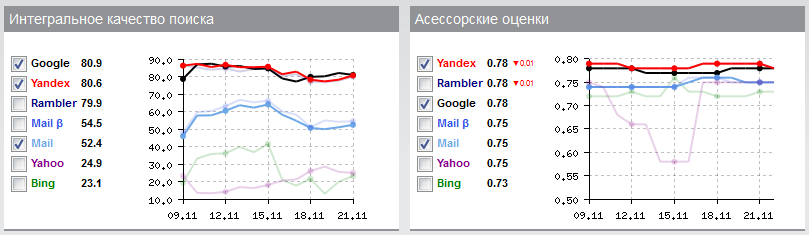 Интегральное качество поиска
Google 80.9
Yandex 80.6
Rambler 79.9
Mail β 54.5
Mail 52.4
Yahoo 24.9
Bing 23.1
90.0
80.0
70.0
60.0
50.0
40.0
30.0
20.0
10.0
09.11 12.11 15.11 18.11 21.11
Асессорские оценки
Yandex 0.78 ▼0.01
Rambler 0.78 ▼0.01
Google 0.78
Mail β 0.75
Mail 0.75
Yahoo 0.75
Bing 0.73
0.80
0.75
0.70
0.65
0.60
0.55
0.50
09.11 12.11 15.11 18.11 21.11